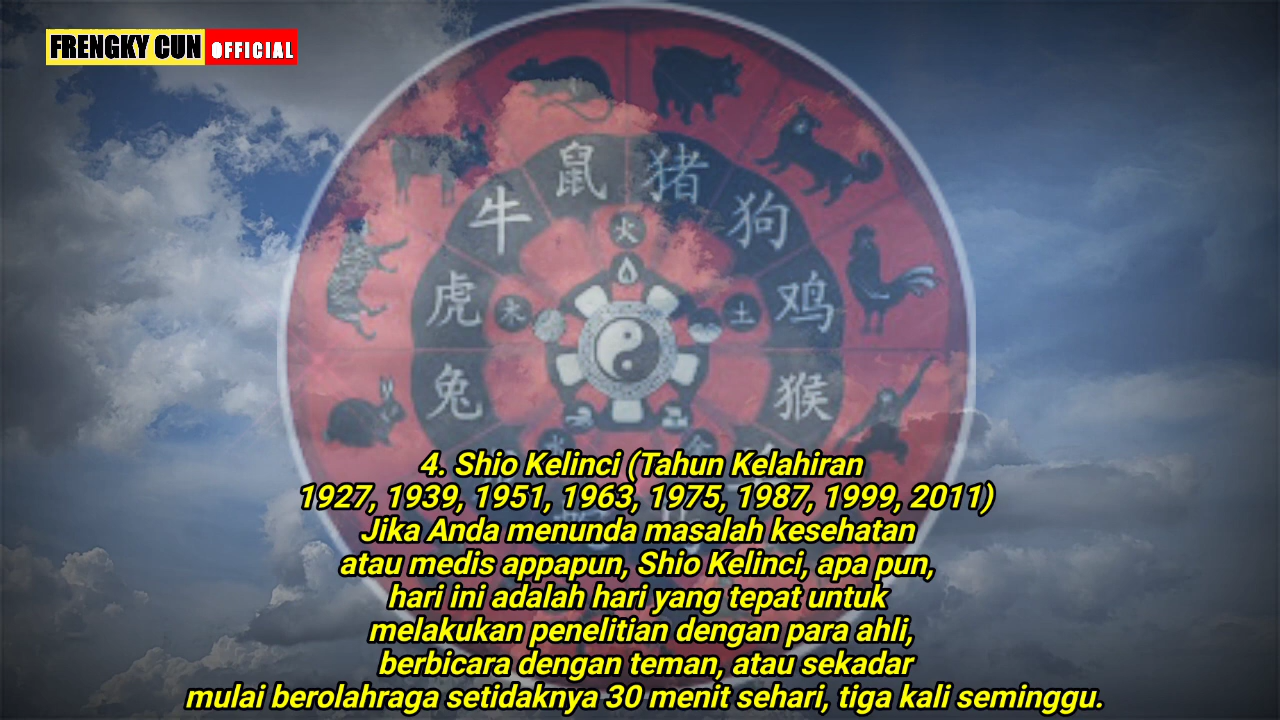 FRENGKY CUN OFFICIAL
鼠 猪
牛 狗
火
虎 木 土 鸡
兔 猴
4. Shio Kelinci (Tahun Kelahiran
1927, 1939, 1951, 1963, 1975, 1987, 1999, 2011)
Jika Anda menunda masalah kesehatan
atau medis appapun, Shio Kelinci, apa pun,
hari ini adalah hari yang tepat untuk
melakukan penelitian dengan para ahli,
berbicara dengan teman, atau sekadar
mulai berolahraga setidaknya 30 menit sehari, tiga kali seminggu.